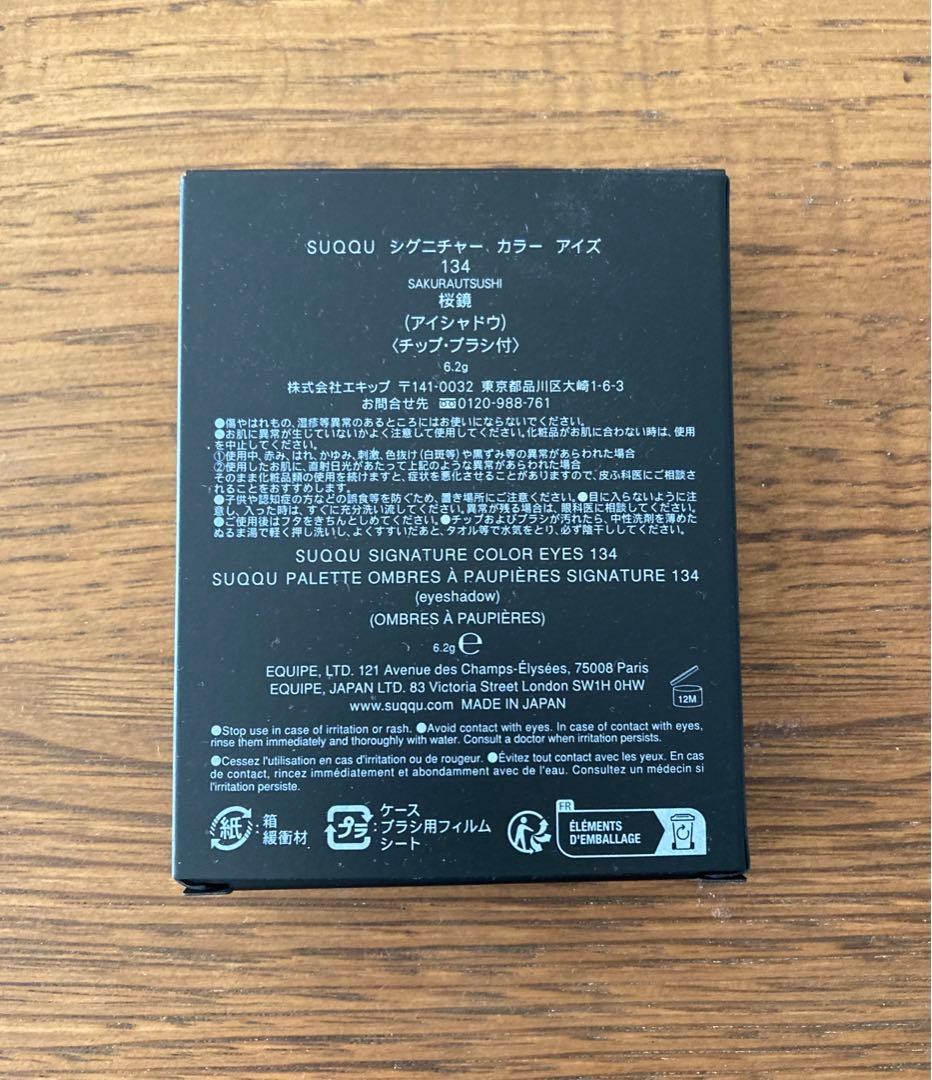 SUQQU シグニチャー カラー アイズ
134
SAKURAUTSUSHI
桜鏡
(アイシャドウ)
〈チップ・ブラシ付〉
6.2g
株式会社エキップ 〒141-0032 東京都品川区大崎1-6-3
お問合せ先 0120-988-761
●傷やはれもの、湿疹等異常のあるところにはお使いにならないでください。
●お肌に異常が生じていないかよく注意して使用してください。化粧品がお肌に合わない時は、使用
を中止してください。
①使用中、赤み、はれ、かゆみ、刺激、色抜け(白斑等)や黒ずみ等の異常があらわれた場合
②使用したお肌に、直射日光があたって上記のような異常があらわれた場合
そのまま化粧品類の使用を続けますと、症状を悪化させることがありますので、皮ふ科医にご相談さ
れることをおすすめします。
●子供や認知症の方などの誤食等を防ぐため、置き場所にご注意ください。●目に入らないように注
意し、入った時は、すぐに充分洗い流してください。異常が残る場合は、眼科医に相談してください。
●ご使用後はフタをきちんとしめてください。●チップおよびブラシが汚れたら、中性洗剤を薄めた
ぬるま湯で軽く押し洗いし、よくすすいだあと、タオル等で水気をとり、必ず陰干ししてください。
SUQQU SIGNATURE COLOR EYES 134
SUQQU PALETTE OMBRES À PAUPIÈRES SIGNATURE 134
(eyeshadow)
(OMBRES À PAUPIÈRES)
6.2g ℮
EQUIPE, LTD. 121 Avenue des Champs-Élysées, 75008 Paris
EQUIPE, JAPAN LTD. 83 Victoria Street London SW1H 0HW
www.suqqu.com MADE IN JAPAN
12M
●Stop use in case of irritation or rash. ●Avoid contact with eyes. In case of contact with eyes,
rinse them immediately and thoroughly with water. Consult a doctor when irritation persists.
●Cessez l'utilisation en cas d'irritation ou de rougeur. ●Évitez tout contact avec les yeux. En cas
de contact, rincez immédiatement et abondamment avec de l'eau. Consultez un médecin si
l'irritation persiste.
紙 : 箱
緩衝材
プラ : ケース
ブラシ用フィルム
シート
FR
ÉLÉMENTS
D'EMBALLAGE